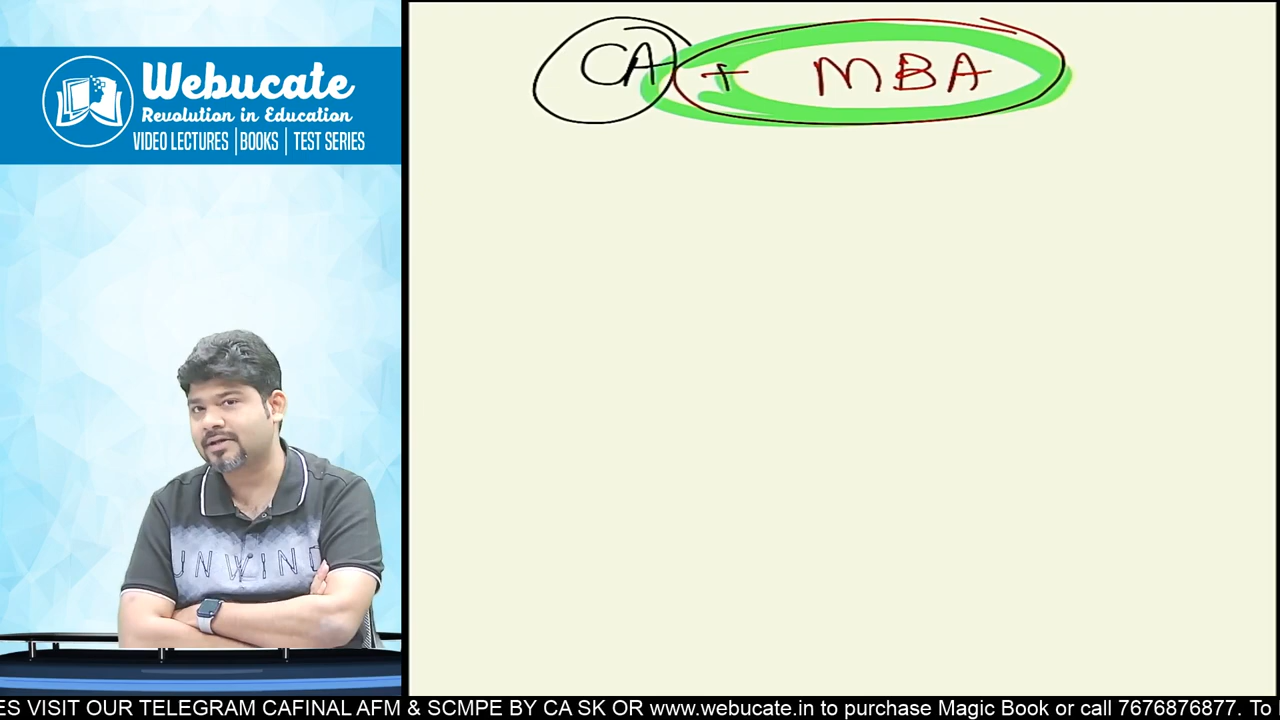 Webucate
Revolution in Education
VIDEO LECTURES | BOOKS | TEST SERIES
CA + MBA
UNWIND
ES VISIT OUR TELEGRAM CAFINAL AFM & SCMPE BY CA SK OR www.webucate.in to purchase Magic Book or call 7676876877. To